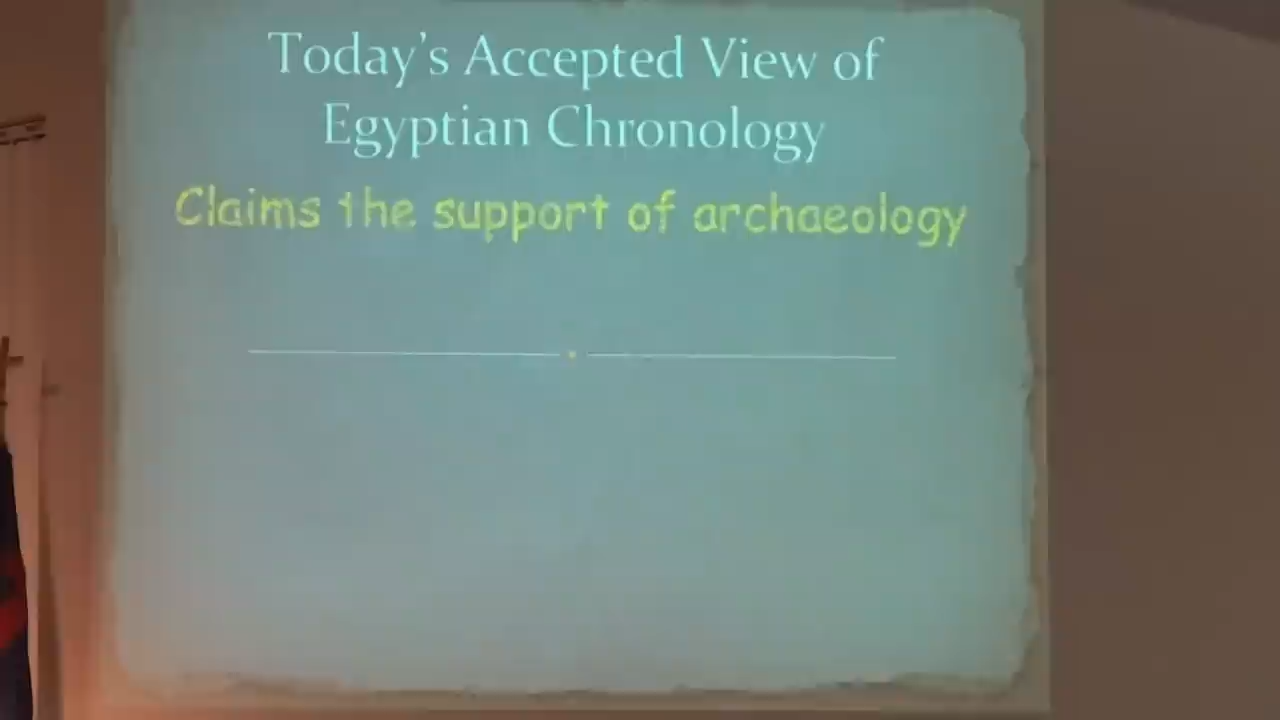 Today's Accepted View of
Egyptian Chronology
Claims the support of archaeology